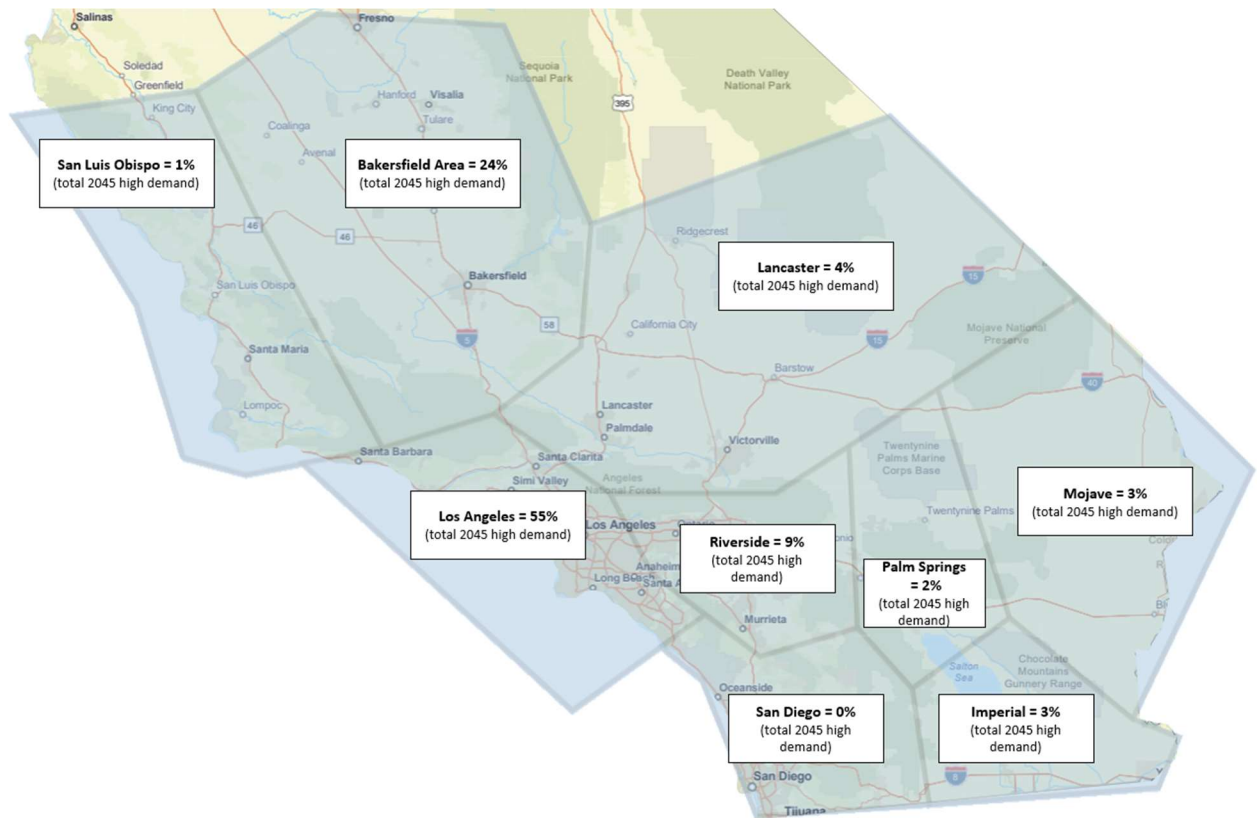 Salinas
Fresno
Soledad
Greenfield
King City
Sequoia
National Park
Death Valley
National Park
395
Hanford
Visalia
Tulare
Coalinga
Avenal
San Luis Obispo = 1%
(total 2045 high demand)
Bakersfield Area = 24%
(total 2045 high demand)
46
46
Ridgecrest
Lancaster = 4%
(total 2045 high demand)
15
Bakersfield
San Luis Obispo
58
5
California City
15
Mojave National
Preserve
Santa Maria
Barstow
40
Lompoc
Lancaster
Palmdale
Santa Barbara
Santa Clarita
Victorville
Twentynine
Palms Marine
Corps Base
Simi Valley
Angeles
National Forest
Mojave = 3%
(total 2045 high demand)
Los Angeles = 55%
(total 2045 high demand)
Los Angeles
Twentynine Palms
Riverside = 9%
(total 2045 high
demand)
Anaheim
Long Beach
Palm Springs
= 2%
(total 2045 high
demand)
Murrieta
Salton
Sea
Chocolate
Mountains
Gunnery Range
Oceanside
San Diego = 0%
(total 2045 high
demand)
Imperial = 3%
(total 2045 high
demand)
San Diego
8
Tijuana